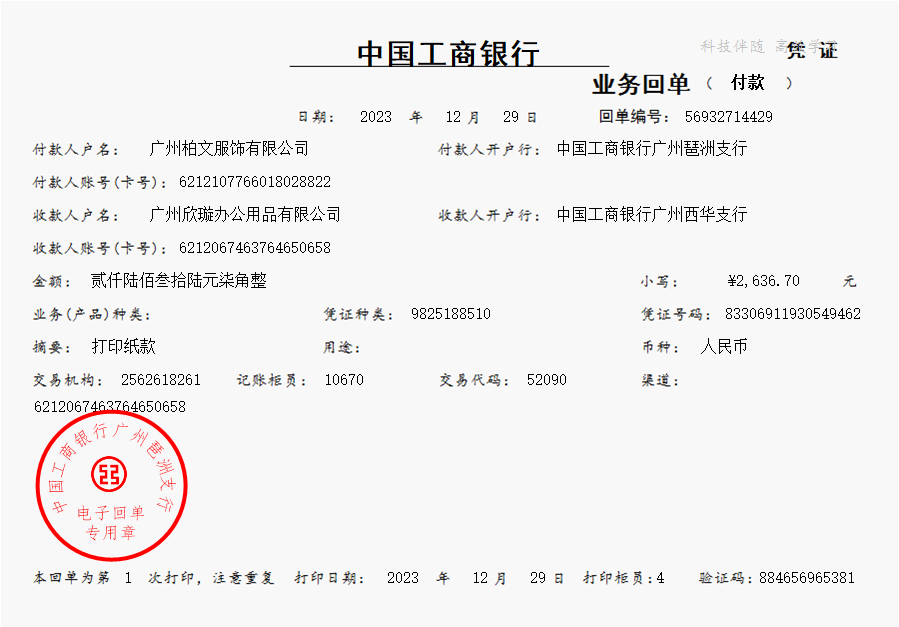 科技伴随 高效学习
凭 证
中国工商银行
业务回单（ 付款 ）
日期： 2023 年 12 月 29 日 回单编号： 56932714429
付款人户名： 广州柏文服饰有限公司 付款人开户行： 中国工商银行广州琶洲支行
付款人账号(卡号)： 6212107766018028822
收款人户名： 广州欣璇办公用品有限公司 收款人开户行： 中国工商银行广州西华支行
收款人账号(卡号)： 6212067463764650658
金额： 贰仟陆佰叁拾陆元柒角整 小写： ¥2,636.70 元
业务(产品)种类： 凭证种类： 9825188510 凭证号码： 83306911930549462
摘要： 打印纸款 用途： 币种： 人民币
交易机构： 2562618261 记账柜员： 10670 交易代码： 52090 渠道：
6212067463764650658
中国工商银行广州琶洲支行
电子回单
专用章
本回单为第 1 次打印，注意重复 打印日期： 2023 年 12 月 29 日 打印柜员:4 验证码：884656965381